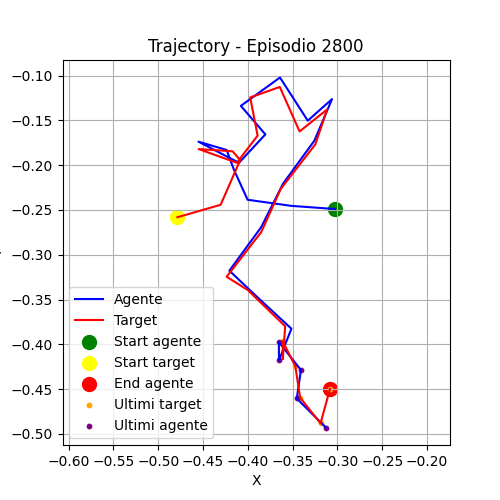 Trajectory - Episodio 2800
−0.10
−0.15
−0.20
−0.25
−0.30
−0.35
−0.40
−0.45
−0.50
Agente
Target
Start agente
Start target
End agente
Ultimi target
Ultimi agente
−0.60 −0.55 −0.50 −0.45 −0.40 −0.35 −0.30 −0.25 −0.20
X